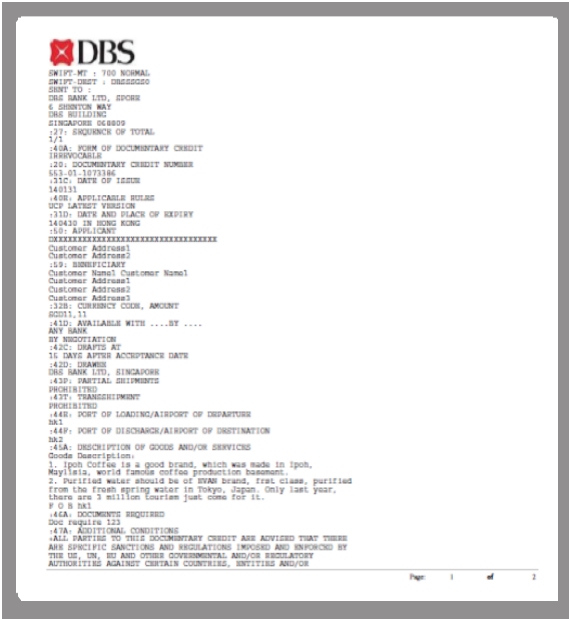 DBS
SWIFT-MT : 700 NORMAL
SWIFT-DEST : DBSSSGS0
SENT TO :
DBS BANK LTD, SPORE
6 SHENTON WAY
DBS BUILDING
SINGAPORE 068809
:27: SEQUENCE OF TOTAL
1/1
:40A: FORM OF DOCUMENTARY CREDIT
IRREVOCABLE
:20: DOCUMENTARY CREDIT NUMBER
553-01-1073386
:31C: DATE OF ISSUE
140131
:40E: APPLICABLE RULES
UCP LATEST VERSION
:31D: DATE AND PLACE OF EXPIRY
140430 IN HONG KONG
:50: APPLICANT
Customer Address1
Customer Address2
:59: BENEFICIARY
Customer Name1 Customer Name1
Customer Address1
Customer Address2
Customer Address3
:32B: CURRENCY CODE, AMOUNT
SGD11,11
:41D: AVAILABLE WITH ....BY ....
ANY BANK
BY NEGOTIATION
:42C: DRAFTS AT
15 DAYS AFTER ACCEPTANCE DATE
:42D: DRAWEE
DBS BANK LTD, SINGAPORE
:43P: PARTIAL SHIPMENTS
PROHIBITED
:43T: TRANSSHIPMENT
PROHIBITED
:44E: PORT OF LOADING/AIRPORT OF DEPARTURE
hk1
:44F: PORT OF DISCHARGE/AIRPORT OF DESTINATION
hk2
:45A: DESCRIPTION OF GOODS AND/OR SERVICES
Goods Description:
1. Ipoh Coffee is a good brand, which was made in Ipoh,
world famous coffee production basement.
2. Purified water should be of EVAN brand, frst class, purified
from the fresh spring water in Tokyo, Japan. Only last year,
there are 3 million tourism just come for it.
F O B hk1
:46A: DOCUMENTS REQUIRED
Doc require 123
:47A: ADDITIONAL CONDITIONS
.ALL PARTIES TO THIS DOCUMENTARY CREDIT ARE ADVISED THAT THERE
ARE SPECIFIC SANCTIONS AND REGULATIONS IMPOSED AND ENFORCED BY
THE US, UN, EU AND OTHER GOVERNMENTAL AND/OR REGULATORY
AUTHORITIES AGAINST CERTAIN COUNTRIES, ENTITIES AND/OR
Page: 1 of 2